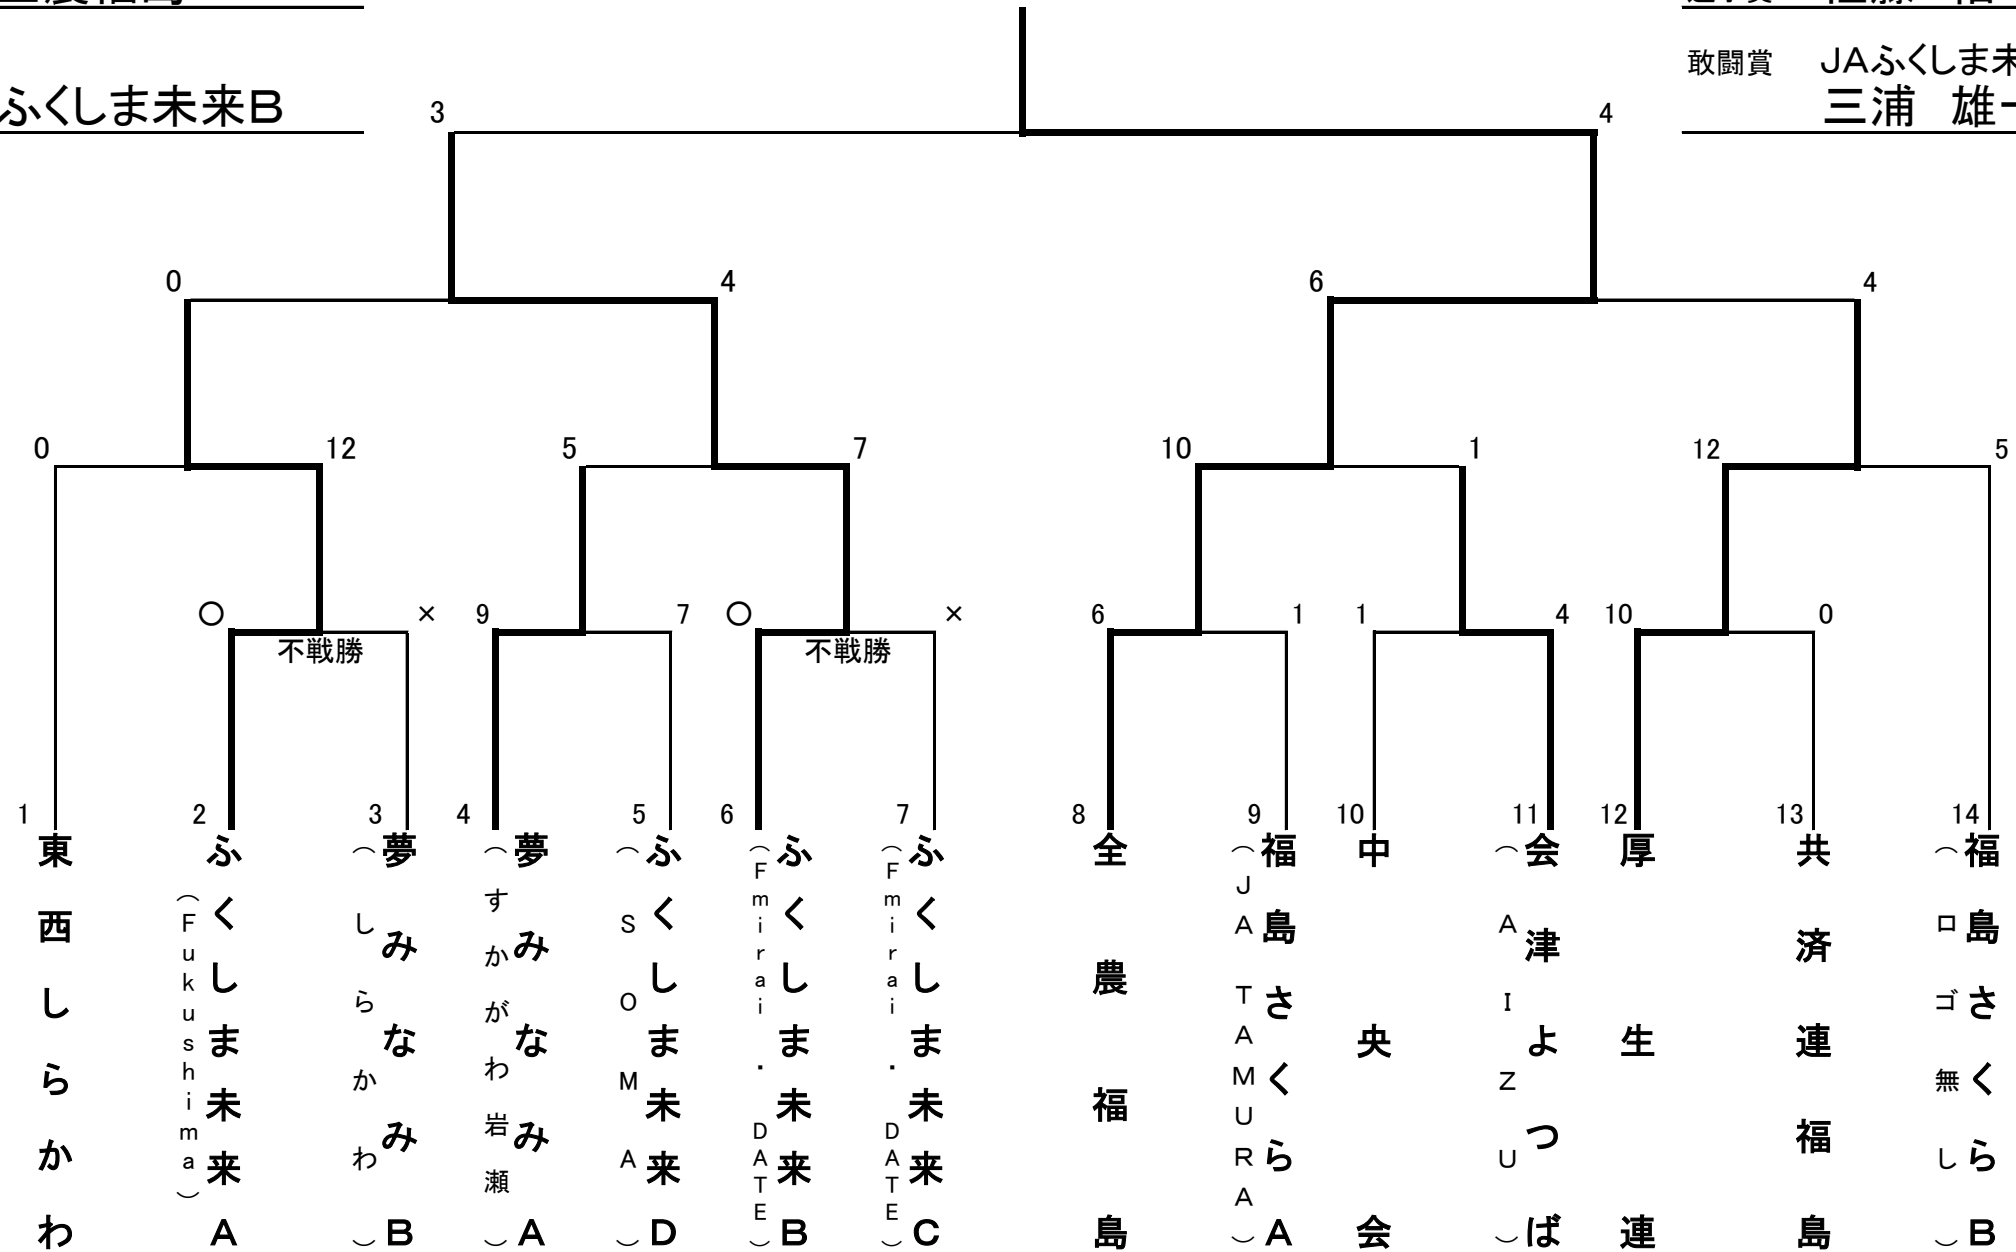 敢闘賞 JAふくしま未
ふくしま未来B
三浦 雄一
3
4
0
4
6
4
0
12
5
7
10
1
12
5
○
×
9
7
○
×
6
1
1
4
10
0
不戦勝
不戦勝
1
2
3
4
5
6
7
8
9
10
11
12
13
14
東西しらかわ
ふくしま未来A
(Fukushima)
夢みなみB
(しらかわ)
夢みなみA
(すかがわ岩瀬)
ふくしま未来D
(SOMA)
ふくしま未来B
(Fmirai・DATE)
ふくしま未来C
(Fmirai・DATE)
全農福島
福島さくらA
(JA TAMURA)
中央会
会津よつば
(AIZU)
厚生連
共済連福島
福島さくらB
(ロゴ無し)